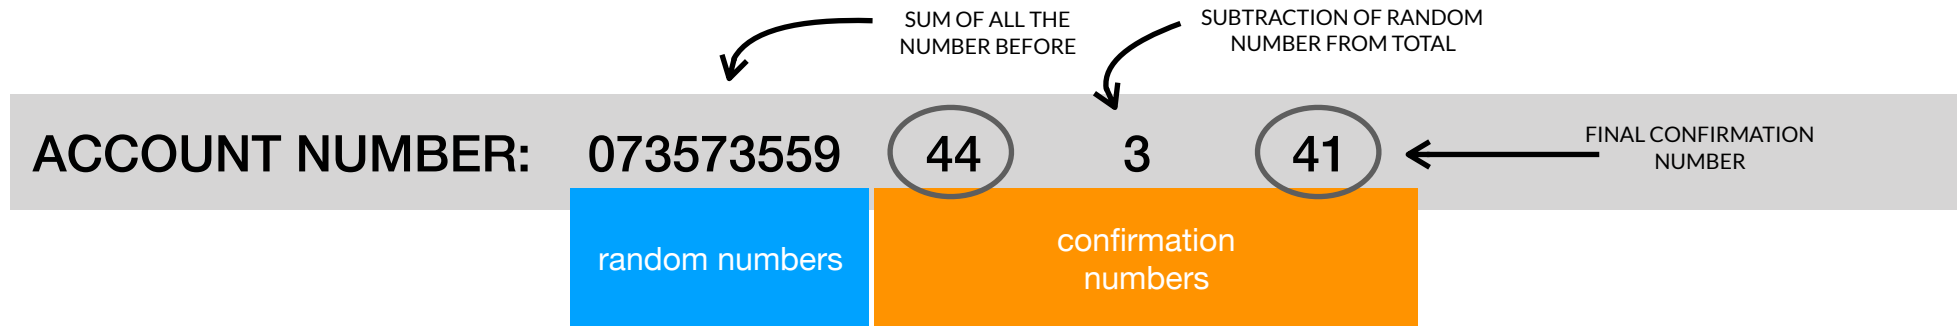 SUM OF ALL THE
NUMBER BEFORE
SUBTRACTION OF RANDOM
NUMBER FROM TOTAL
ACCOUNT NUMBER: 073573559 44 3 41
FINAL CONFIRMATION
NUMBER
random numbers
confirmation
numbers